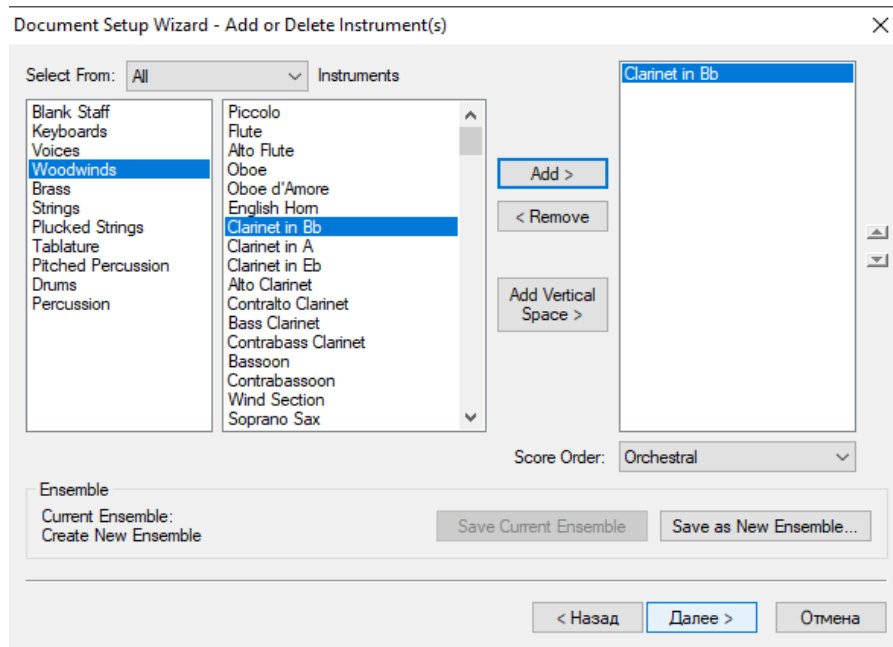 Document Setup Wizard - Add or Delete Instrument(s)
Select From: All Instruments
Blank Staff
Keyboards
Voices
Woodwinds
Brass
Strings
Plucked Strings
Tablature
Pitched Percussion
Drums
Percussion
Piccolo
Flute
Alto Flute
Oboe
Oboe d'Amore
English Horn
Clarinet in Bb
Clarinet in A
Clarinet in Eb
Alto Clarinet
Contralto Clarinet
Bass Clarinet
Contrabass Clarinet
Bassoon
Contrabassoon
Wind Section
Soprano Sax
Add >
< Remove
Add Vertical
Space >
Clarinet in Bb
Score Order: Orchestral
Ensemble
Current Ensemble:
Create New Ensemble
Save Current Ensemble
Save as New Ensemble...
< Назад
Далее >
Отмена